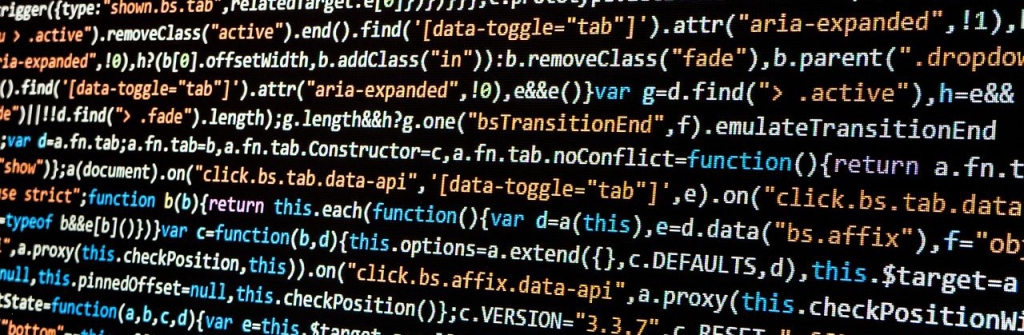 rigger({type:"shown.bs.tab",relatedTarget:e[0]})})}}},c.prototype
> .active").removeClass("active").end().find('[data-toggle="tab"]').attr("aria-expanded",!1),
ia-expanded",!0),h?(b[0].offsetWidth,b.addClass("in")):b.removeClass("fade"),b.parent(".dropdow
().find('[data-toggle="tab"]').attr("aria-expanded",!0),e&&e()}var g=d.find("> .active"),h=e&&
de")||!!d.find("> .fade").length);g.length&&h?g.one("bsTransitionEnd",f).emulateTransitionEnd
;var d=a.fn.tab;a.fn.tab=b,a.fn.tab.Constructor=c,a.fn.tab.noConflict=function(){return a.fn.t
"show")};a(document).on("click.bs.tab.data-api",'[data-toggle="tab"]',e).on("click.bs.tab.data
se strict";function b(b){return this.each(function(){var d=a(this),e=d.data("bs.affix"),f="ob
=typeof b&&e[b]()})}var c=function(b,d){this.options=a.extend({},c.DEFAULTS,d),this.$target=a
",a.proxy(this.checkPosition,this)).on("click.bs.affix.data-api",a.proxy(this.checkPositionWi
null,this.pinnedOffset=null,this.checkPosition()};c.VERSION="3.3.7",c.RESET="
tState=function(a,b,c,d){var e=this.$target
"bottom"